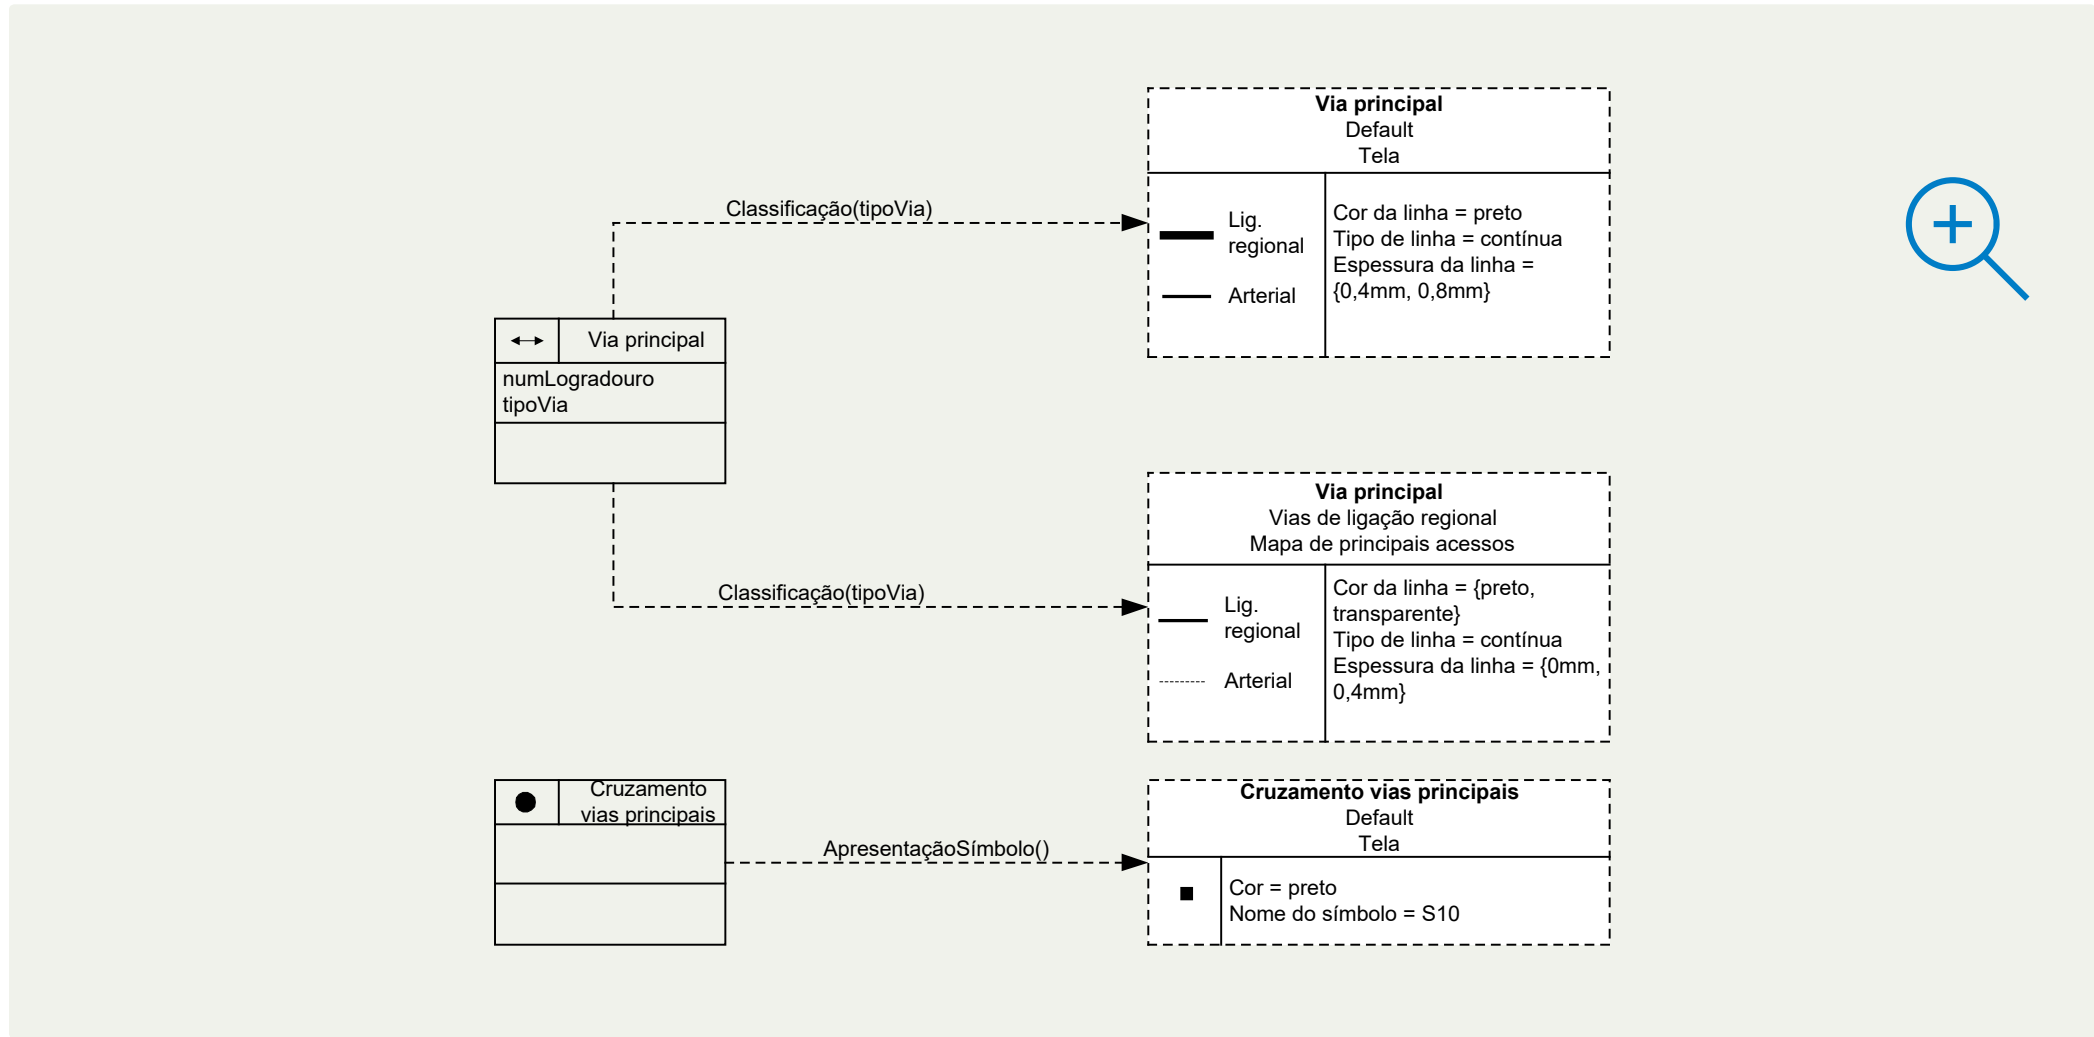 Via principal
Default
Tela
Classificação(tipoVia)
Lig.
regional
Arterial
Cor da linha = preto
Tipo de linha = contínua
Espessura da linha =
{0,4mm, 0,8mm}
Via principal
numLogradouro
tipoVia
Via principal
Vias de ligação regional
Mapa de principais acessos
Classificação(tipoVia)
Lig.
regional
Arterial
Cor da linha = {preto,
transparente}
Tipo de linha = contínua
Espessura da linha = {0mm,
0,4mm}
Cruzamento
vias principais
ApresentaçãoSímbolo()
Cruzamento vias principais
Default
Tela
Cor = preto
Nome do símbolo = S10